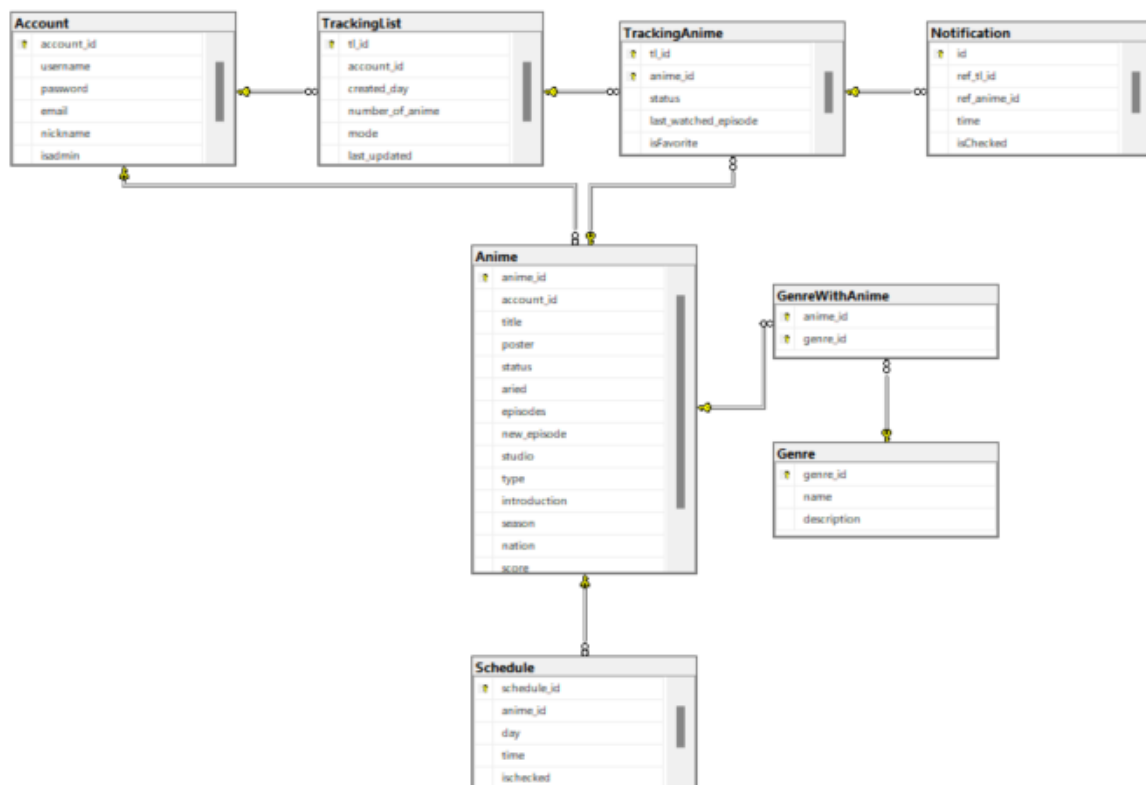 Account
account_id
username
password
email
nickname
isadmin
TrackingList
tl_id
account_id
created_day
number_of_anime
mode
last_updated
TrackingAnime
tl_id
anime_id
status
last_watched_episode
isFavorite
Notification
id
ref_tl_id
ref_anime_id
time
isChecked
Anime
anime_id
account_id
title
poster
status
aried
episodes
new_episode
studio
type
introduction
season
nation
score
GenreWithAnime
anime_id
genre_id
Genre
genre_id
name
description
Schedule
schedule_id
anime_id
day
time
ischecked